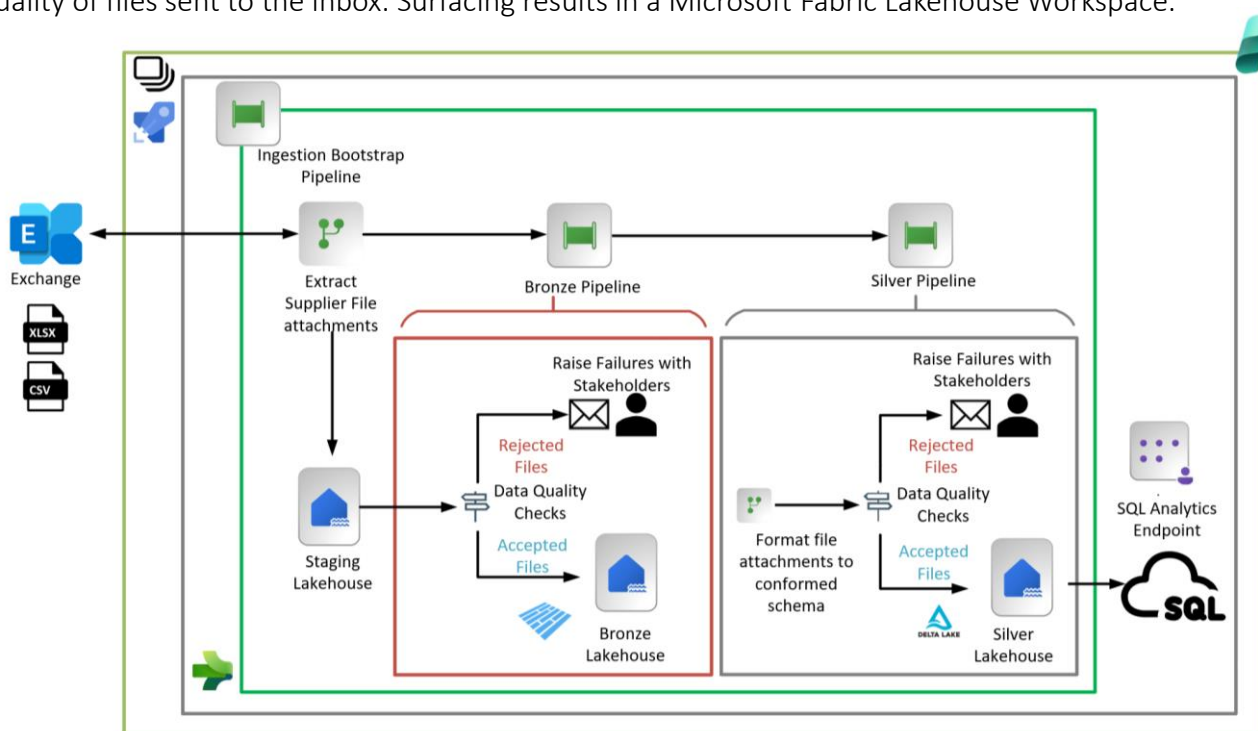 uality of files sent to the inbox. Surfacing results in a Microsoft Fabric Lakehouse Workspace.
Ingestion Bootstrap
Pipeline
E
Exchange
XLSX
CSV
Extract
Supplier File
attachments
Bronze Pipeline
Silver Pipeline
Raise Failures with
Stakeholders
Rejected
Files
Data Quality
Checks
Accepted
Files
Staging
Lakehouse
Bronze
Lakehouse
Raise Failures with
Stakeholders
Rejected
Files
Data Quality
Checks
Format file
attachments to
conformed
schema
Accepted
Files
DELTA LAKE
Silver
Lakehouse
SQL Analytics
Endpoint
SQL